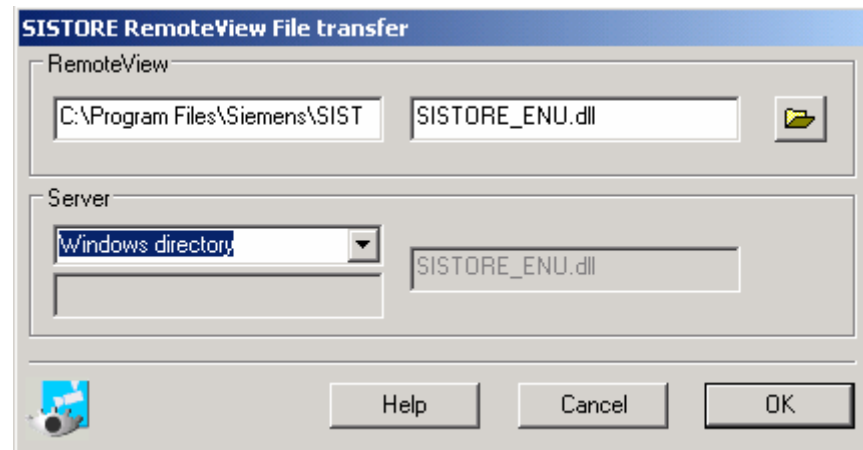 SISTORE RemoteView File transfer
RemoteView
C:\Program Files\Siemens\SIST
SISTORE_ENU.dll
Server
Windows directory
SISTORE_ENU.dll
Help
Cancel
OK